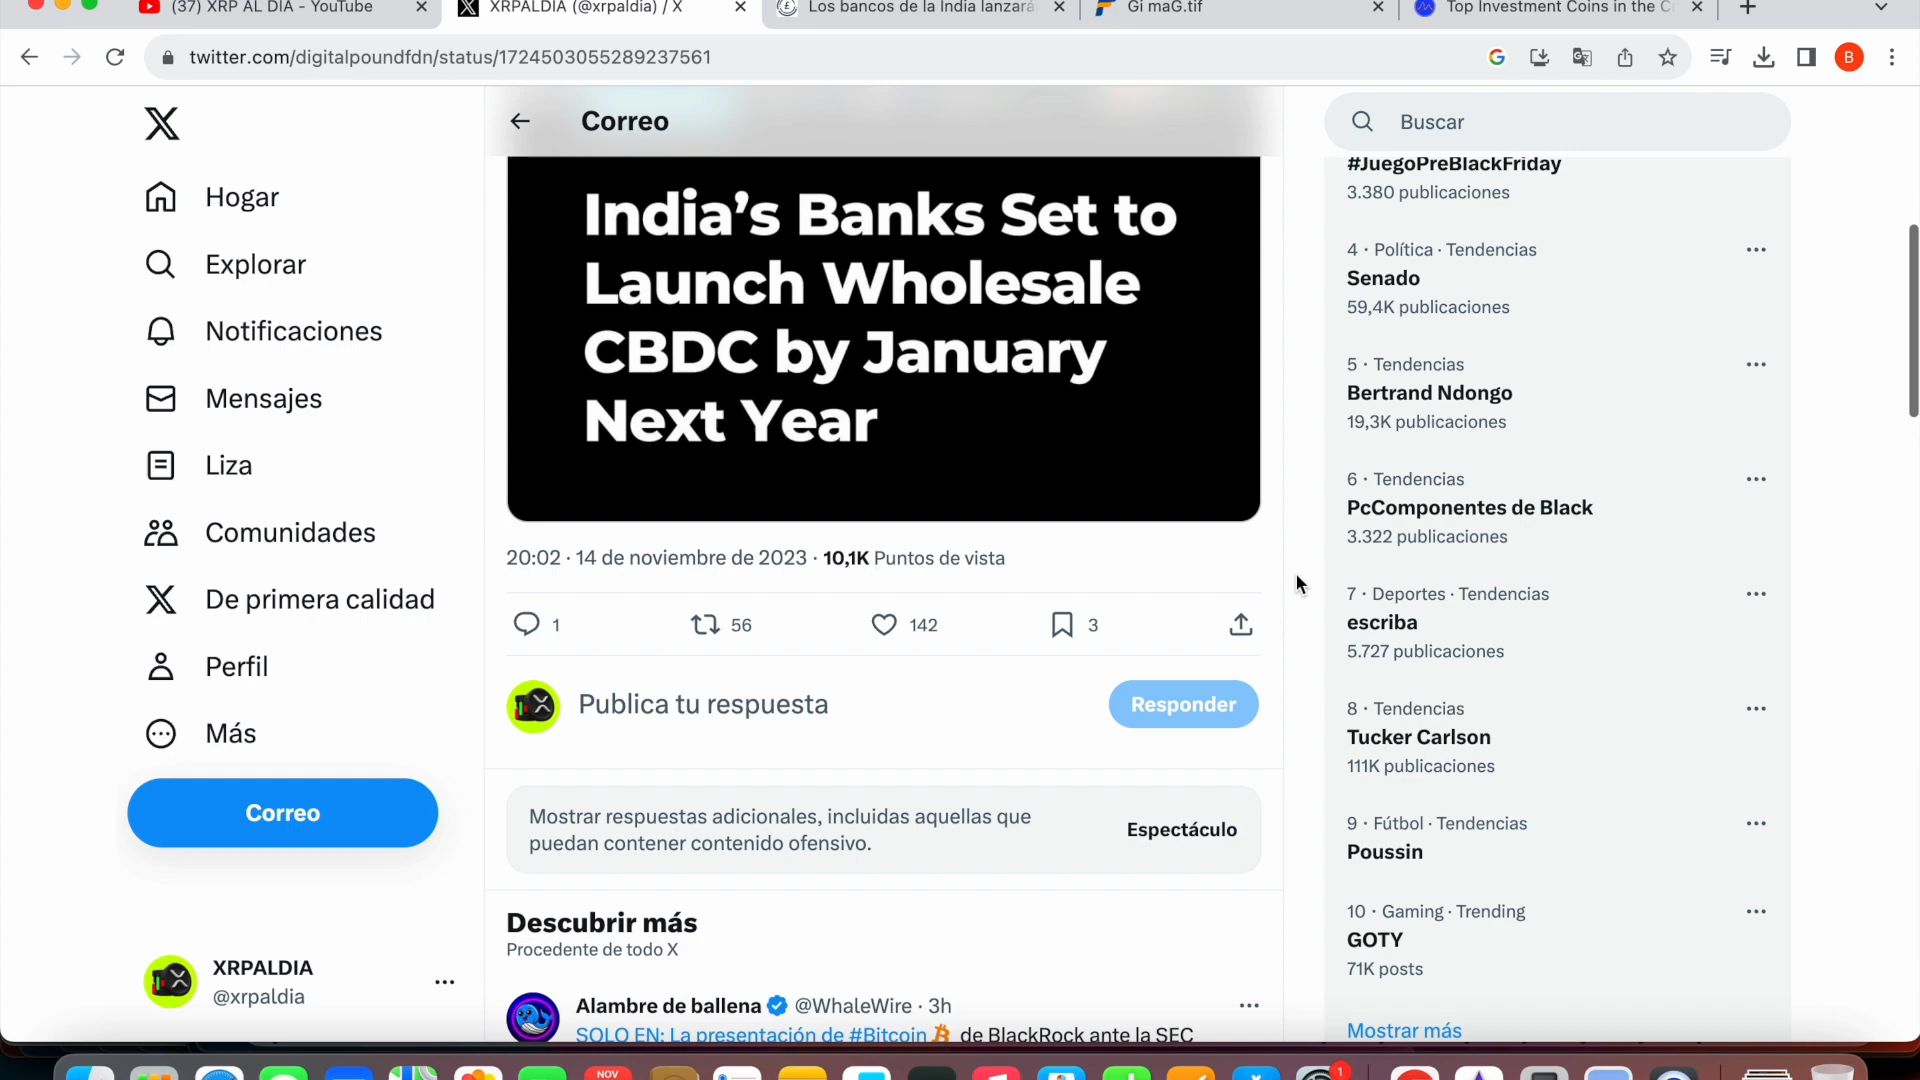 (37) XRP AL DIA - YouTube
XRPALDIA (@xrpaldia) / X
Los bancos de la India lanzará
Gi maG.tif
Top Investment Coins in the C
twitter.com/digitalpoundfdn/status/1724503055289237561
B
Hogar
Explorar
Notificaciones
Mensajes
Liza
Comunidades
De primera calidad
Perfil
Más
Correo
XRPALDIA
@xrpaldia
Correo
India's Banks Set to
Launch Wholesale
CBDC by January
Next Year
20:02 · 14 de noviembre de 2023 · 10,1K Puntos de vista
1
56
142
3
Publica tu respuesta
Responder
Mostrar respuestas adicionales, incluidas aquellas que
puedan contener contenido ofensivo.
Espectáculo
Descubrir más
Procedente de todo X
Alambre de ballena @WhaleWire · 3h
SOLO EN: La presentación de #Bitcoin de BlackRock ante la SEC
Buscar
#JuegoPreBlackFriday
3.380 publicaciones
4 · Política · Tendencias
Senado
59,4K publicaciones
5 · Tendencias
Bertrand Ndongo
19,3K publicaciones
6 · Tendencias
PcComponentes de Black
3.322 publicaciones
7 · Deportes · Tendencias
escriba
5.727 publicaciones
8 · Tendencias
Tucker Carlson
111K publicaciones
9 · Fútbol · Tendencias
Poussin
10 · Gaming · Trending
GOTY
71K posts
Mostrar más
NOV
1